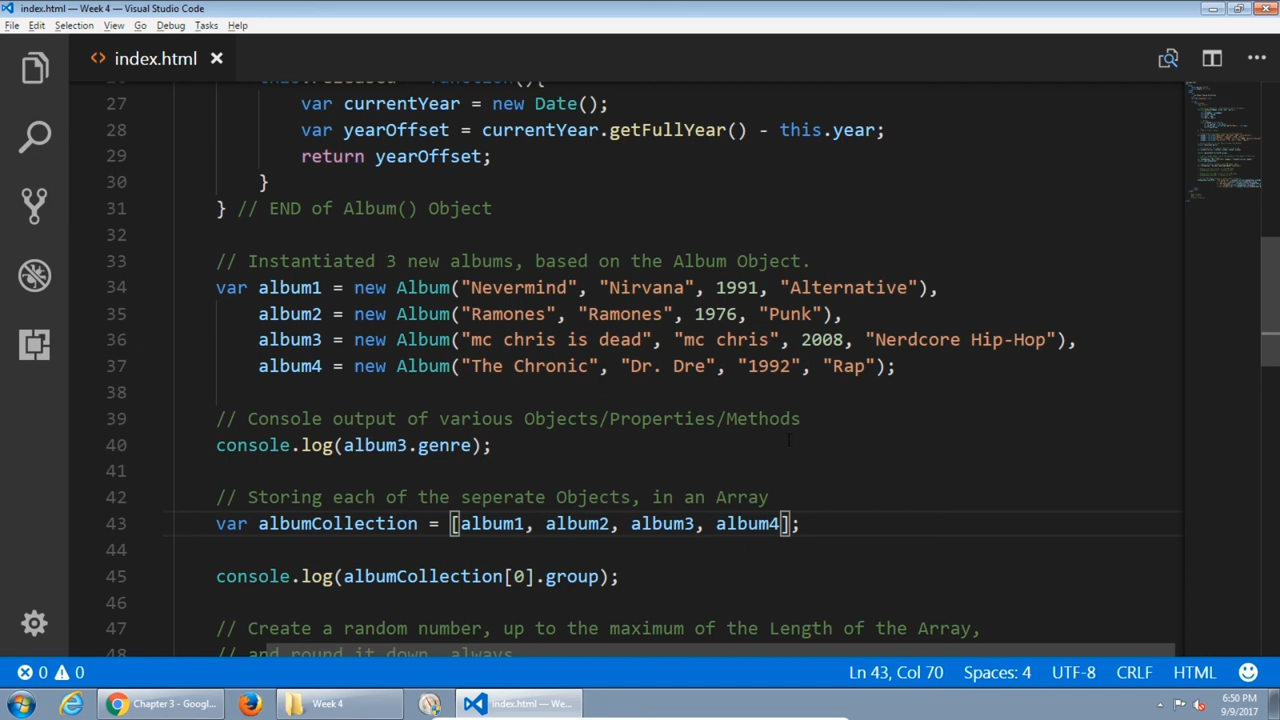 index.html — Week 4 - Visual Studio Code
File Edit Selection View Go Debug Tasks Help
<> index.html ×
27 var currentYear = new Date();
28 var yearOffset = currentYear.getFullYear() - this.year;
29 return yearOffset;
30 }
31 } // END of Album() Object
32
33 // Instantiated 3 new albums, based on the Album Object.
34 var album1 = new Album("Nevermind", "Nirvana", 1991, "Alternative"),
35 album2 = new Album("Ramones", "Ramones", 1976, "Punk"),
36 album3 = new Album("mc chris is dead", "mc chris", 2008, "Nerdcore Hip-Hop"),
37 album4 = new Album("The Chronic", "Dr. Dre", "1992", "Rap");
38
39 // Console output of various Objects/Properties/Methods
40 console.log(album3.genre);
41
42 // Storing each of the seperate Objects, in an Array
43 var albumCollection = [album1, album2, album3, album4];
44
45 console.log(albumCollection[0].group);
46
47 // Create a random number, up to the maximum of the Length of the Array,
48 // and round it down, always
0 0 Ln 43, Col 70 Spaces: 4 UTF-8 CRLF HTML
Chapter 3 - Googl... Week 4 index.html — We... 6:50 PM
9/9/2017